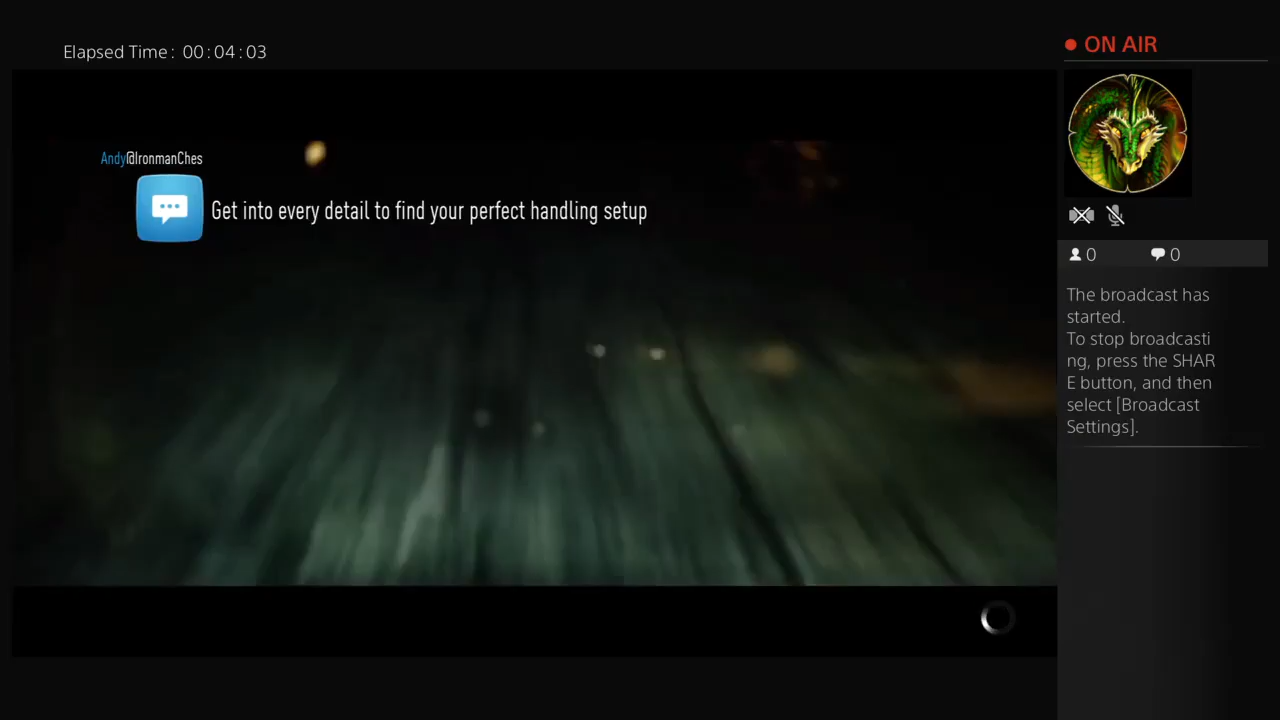 Elapsed Time: 00:04:03
ON AIR
Andy@IronmanChes
Get into every detail to find your perfect handling setup
0 0
The broadcast has
started.
To stop broadcasti
ng, press the SHAR
E button, and then
select [Broadcast
Settings].